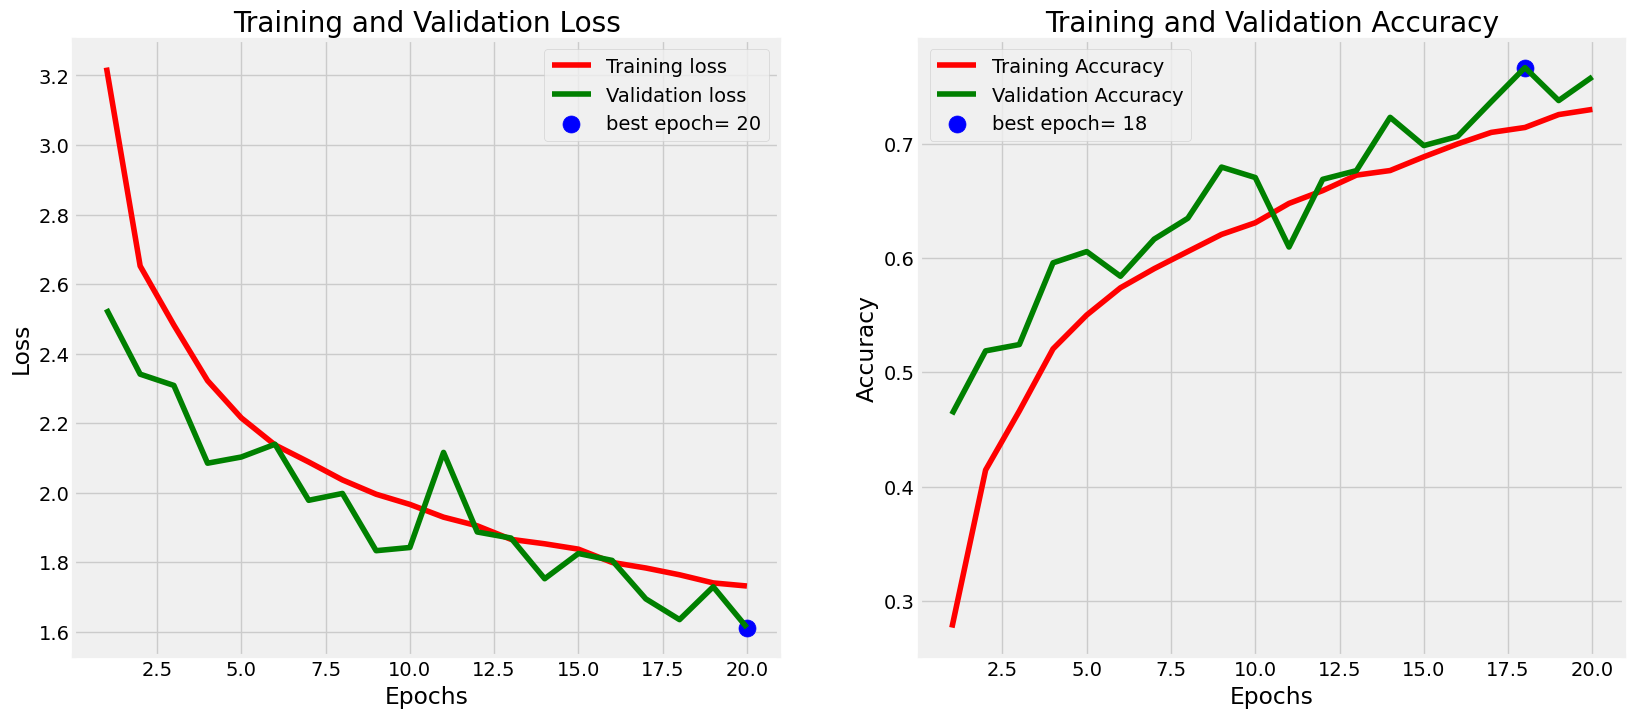 Training and Validation Loss
Training loss
Validation loss
best epoch= 20
3.2
3.0
2.8
2.6
2.4
2.2
2.0
1.8
1.6
Loss
2.5
5.0
7.5
10.0
12.5
15.0
17.5
20.0
Epochs
Training and Validation Accuracy
Training Accuracy
Validation Accuracy
best epoch= 18
0.7
0.6
0.5
0.4
0.3
Accuracy
2.5
5.0
7.5
10.0
12.5
15.0
17.5
20.0
Epochs